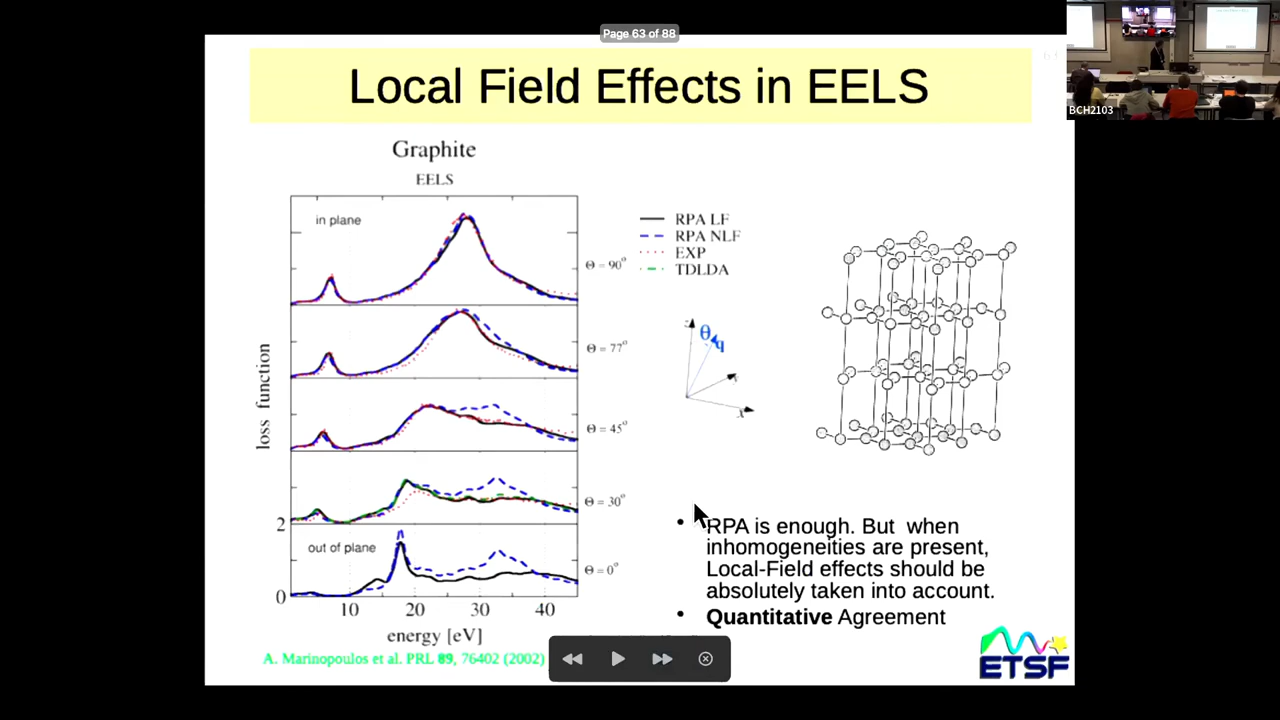 Page 63 of 88
BCH2103
Local Field Effects in EELS
Graphite
EELS
in plane
Θ = 90°
Θ = 77°
Θ = 45°
Θ = 30°
out of plane
Θ = 0°
2
0
10 20 30 40
loss function
energy [eV]
RPA LF
RPA NLF
EXP
TDLDA
θ
q
• RPA is enough. But when
inhomogeneities are present,
Local-Field effects should be
absolutely taken into account.
• Quantitative Agreement
A. Marinopoulos et al. PRL 89, 76402 (2002)
ETSF